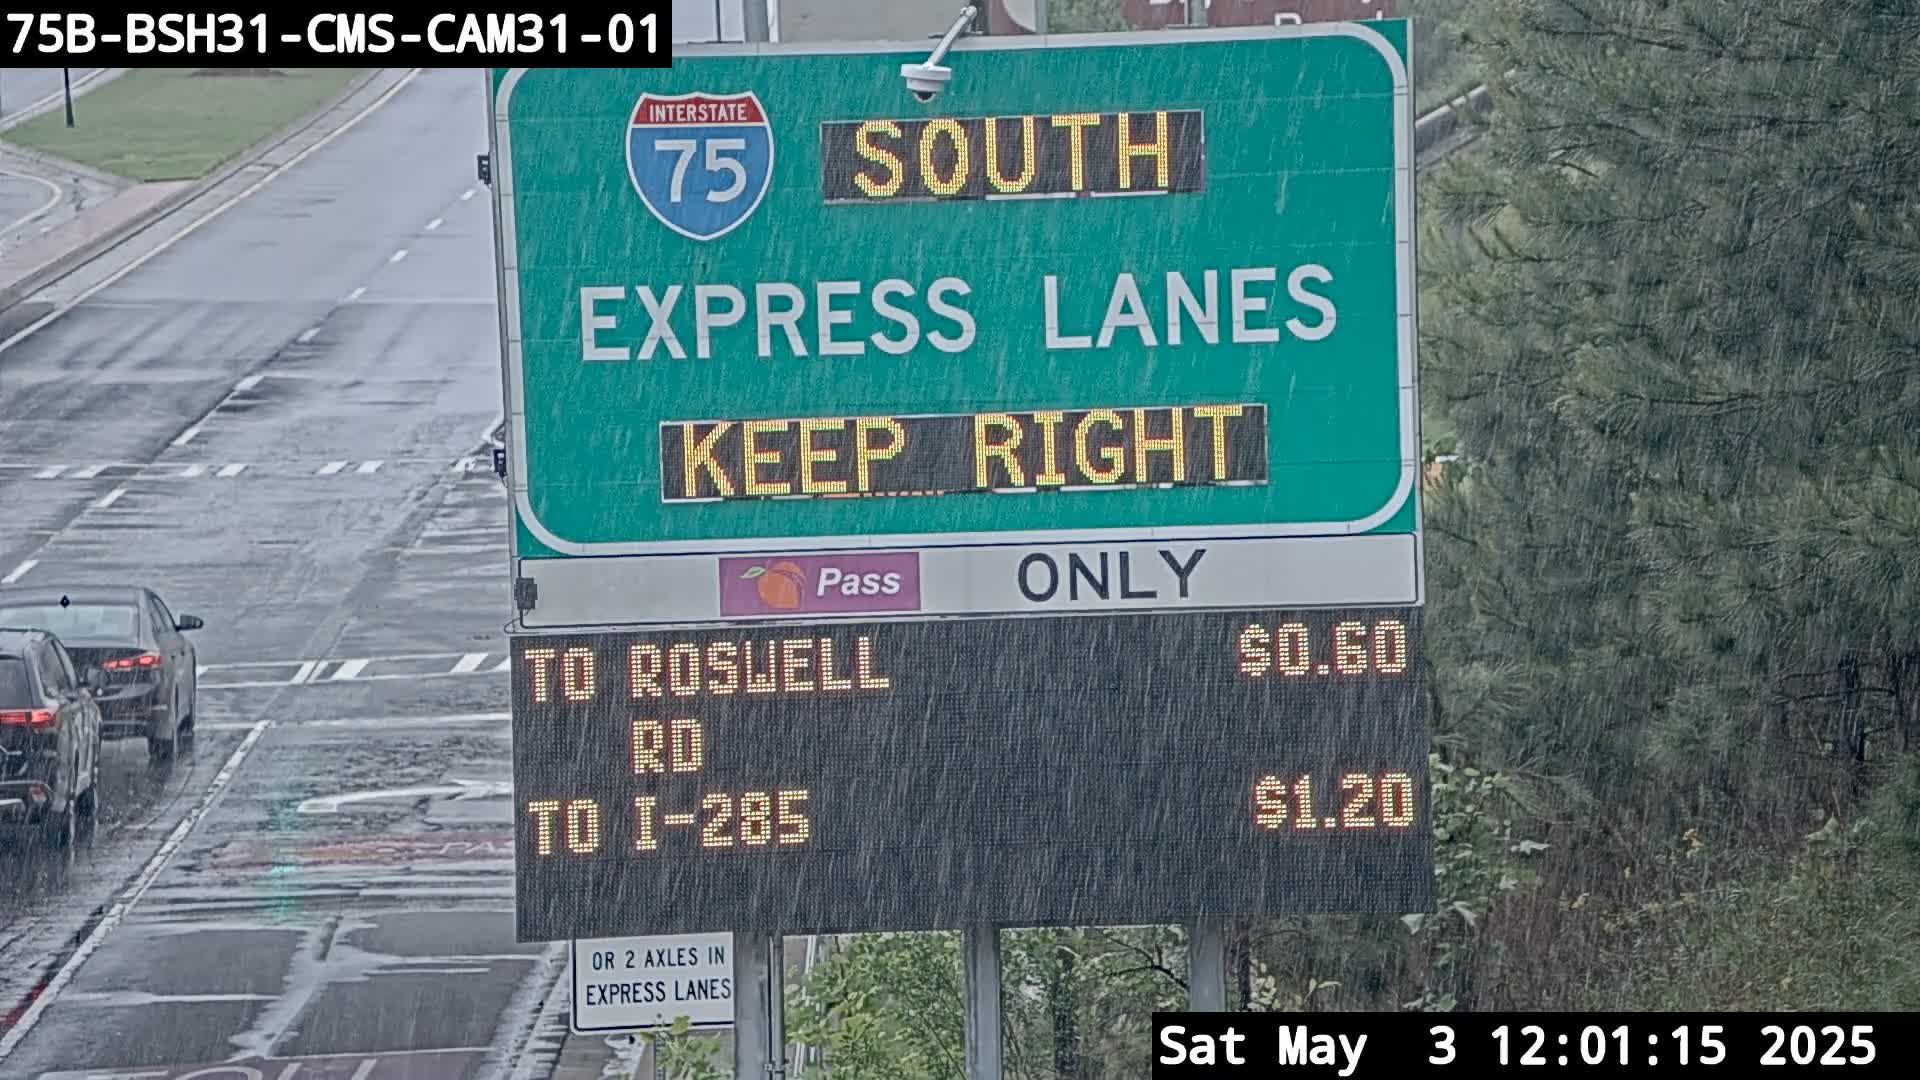 75B-BSH31-CMS-CAM31-01
INTERSTATE
75
SOUTH
EXPRESS LANES
KEEP RIGHT
Pass ONLY
TO ROSWELL $0.60
RD
TO I-285 $1.20
OR 2 AXLES IN
EXPRESS LANES
Sat May 3 12:01:15 2025